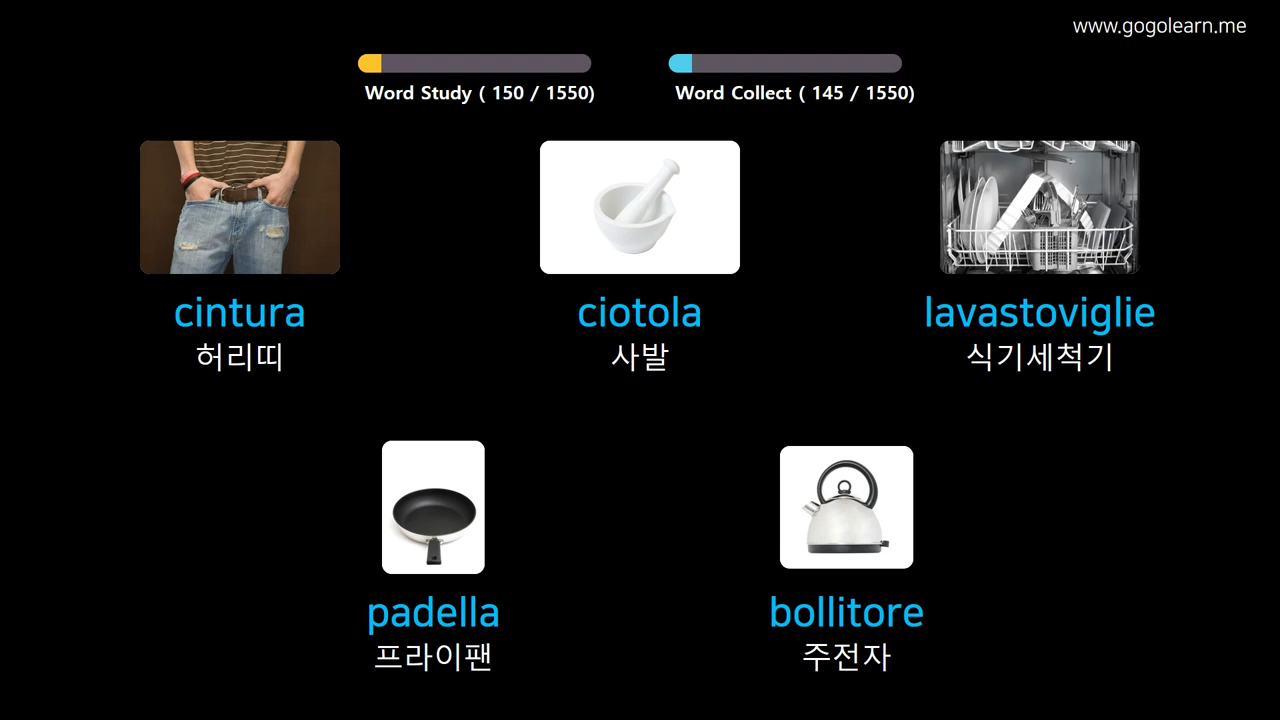 www.gogolearn.me
Word Study ( 150 / 1550)
Word Collect ( 145 / 1550)
cintura
허리띠
ciotola
사발
lavastoviglie
식기세척기
padella
프라이팬
bollitore
주전자